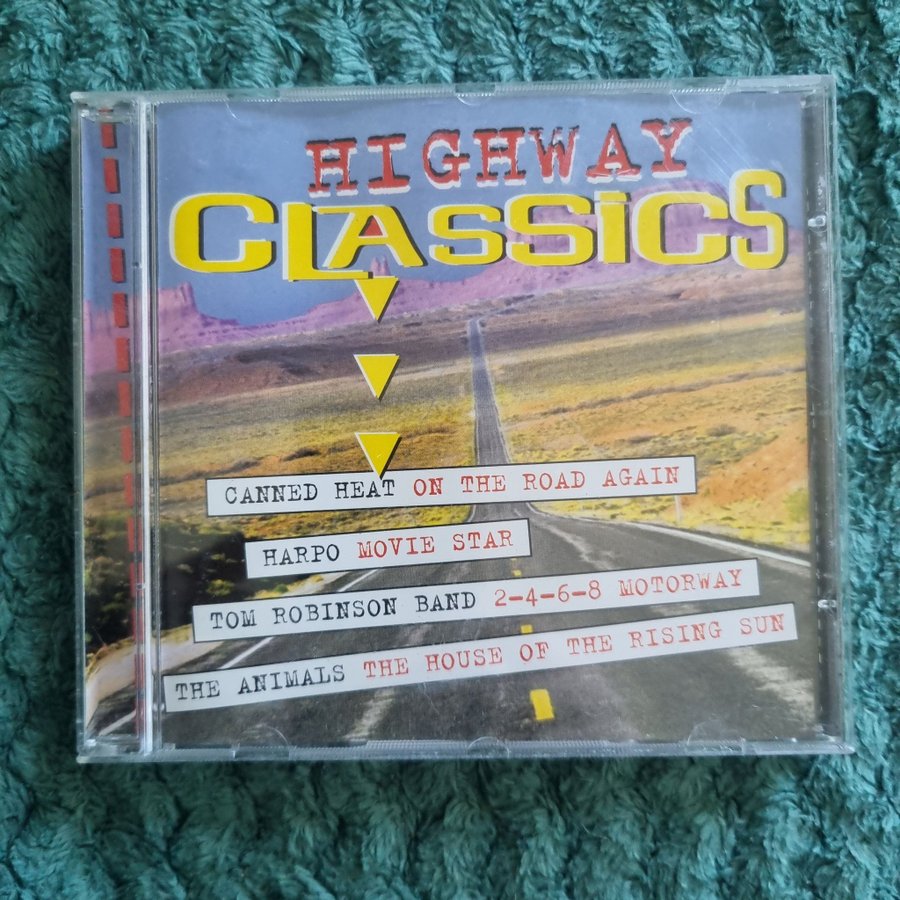 HIGHWAY
CLASSiCS
CANNED HEAT ON THE ROAD AGAIN
HARPO MOVIE STAR
TOM ROBINSON BAND 2-4-6-8 MOTORWAY
THE ANIMALS THE HOUSE OF THE RISING SUN